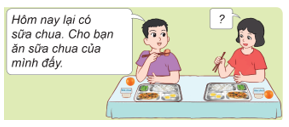 Hôm nay lại có
sữa chua. Cho bạn
ăn sữa chua của
mình đấy.
?